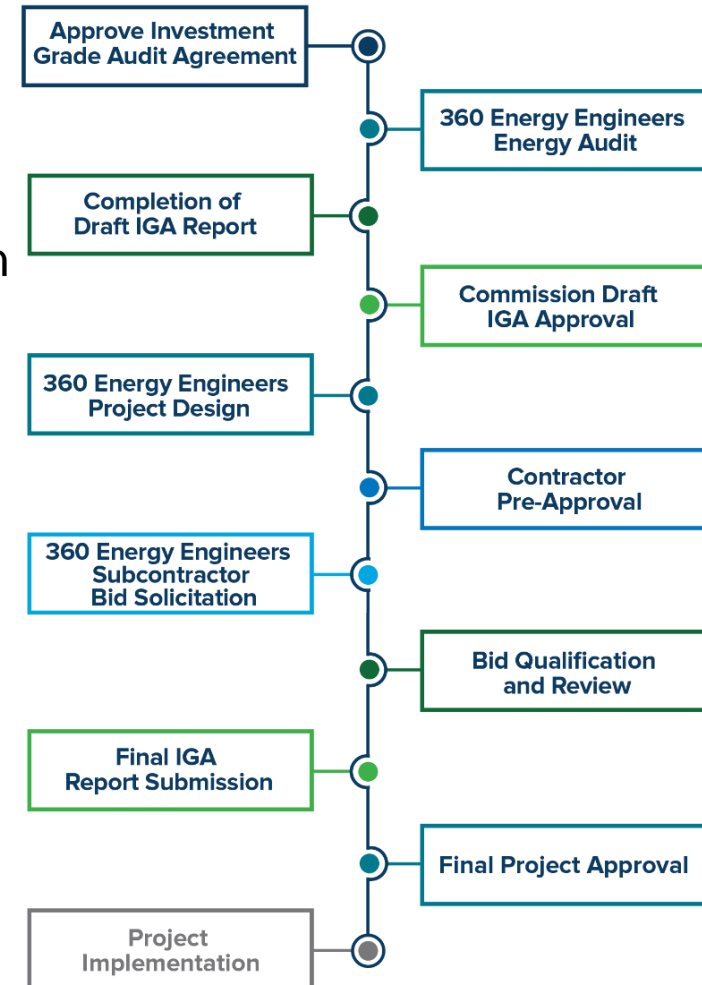 Approve Investment
Grade Audit Agreement
360 Energy Engineers
Energy Audit
Completion of
Draft IGA Report
n
Commission Draft
IGA Approval
360 Energy Engineers
Project Design
Contractor
Pre-Approval
360 Energy Engineers
Subcontractor
Bid Solicitation
Bid Qualification
and Review
Final IGA
Report Submission
Final Project Approval
Project
Implementation